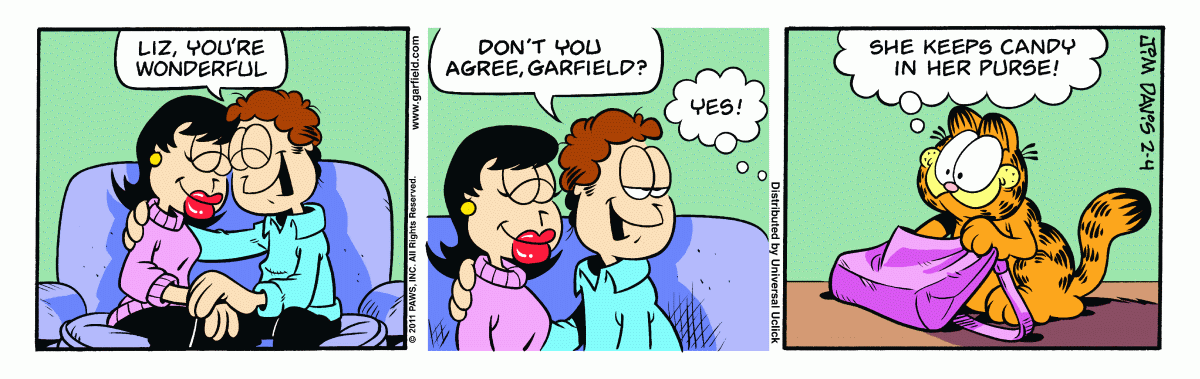 LIZ, YOU'RE
WONDERFUL
www.garfield.com
© 2011 PAWS, INC. All Rights Reserved.
DON'T YOU
AGREE, GARFIELD?
YES!
Distributed by Universal Uclick
SHE KEEPS CANDY
IN HER PURSE!
JIM DAVIS 2-4